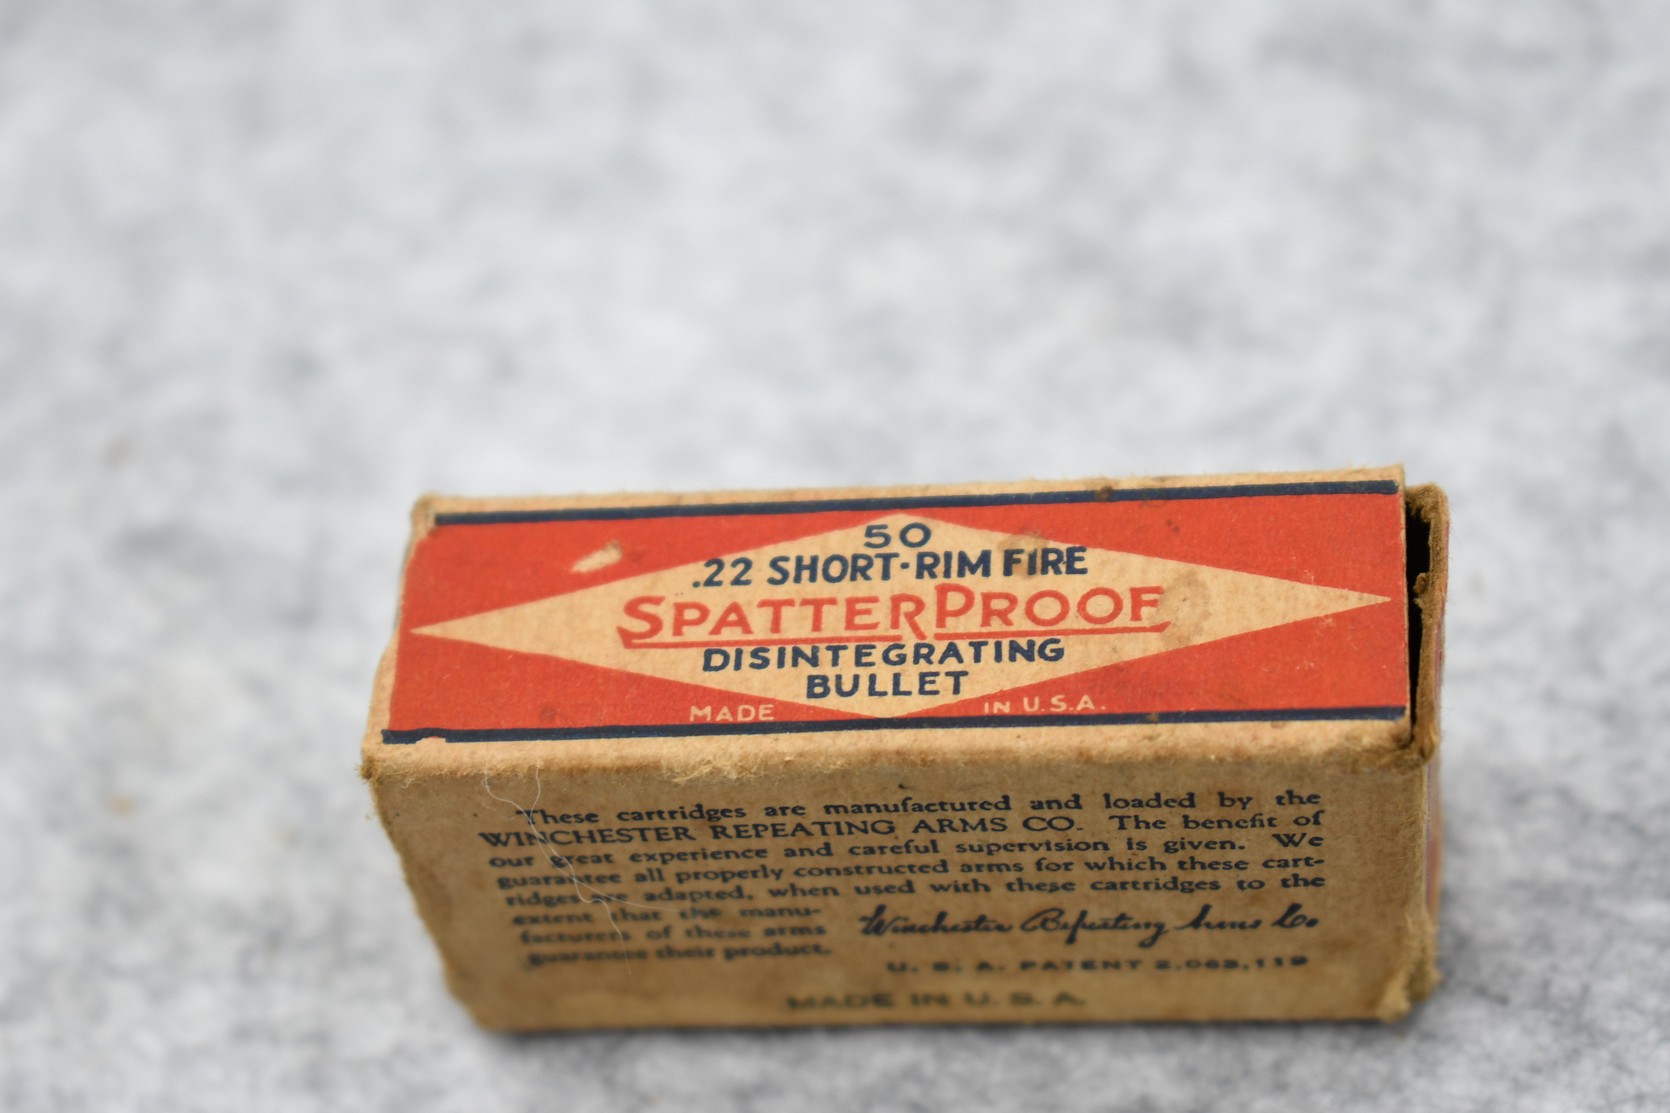 50
.22 SHORT-RIM FIRE
SPATTERPROOF
DISINTEGRATING
BULLET
MADE IN U.S.A.
These cartridges are manufactured and loaded by the
WINCHESTER REPEATING ARMS CO. The benefit of
our great experience and careful supervision is given. We
guarantee all properly constructed arms for which these cart-
ridges are adapted, when used with these cartridges to the
extent that the manu-
facturers of these arms
guarantee their product.
Winchester Repeating Arms Co.
U. S. A. PATENT 2,063,119
MADE IN U. S. A.